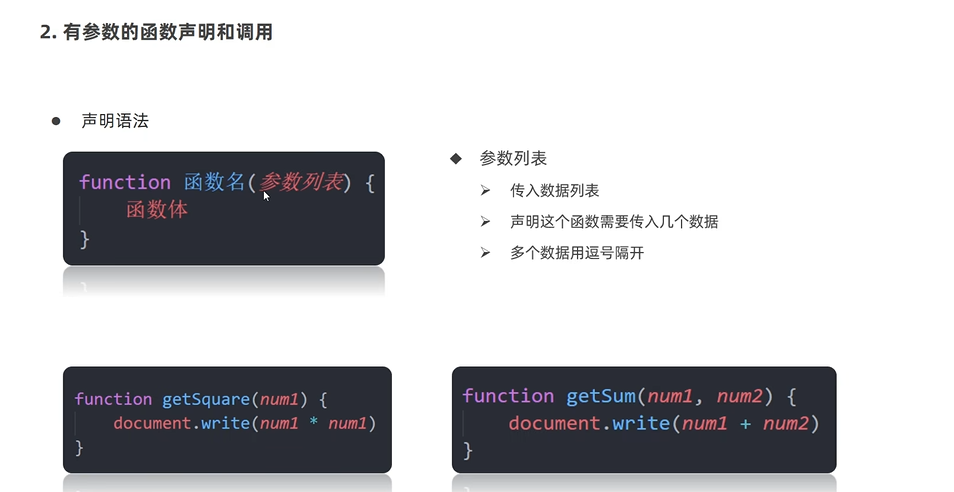 2. 有参数的函数声明和调用
声明语法
function 函数名(参数列表) {
函数体
}
参数列表
传入数据列表
声明这个函数需要传入几个数据
多个数据用逗号隔开
function getSquare(num1) {
document.write(num1 * num1)
}
function getSum(num1, num2) {
document.write(num1 + num2)
}